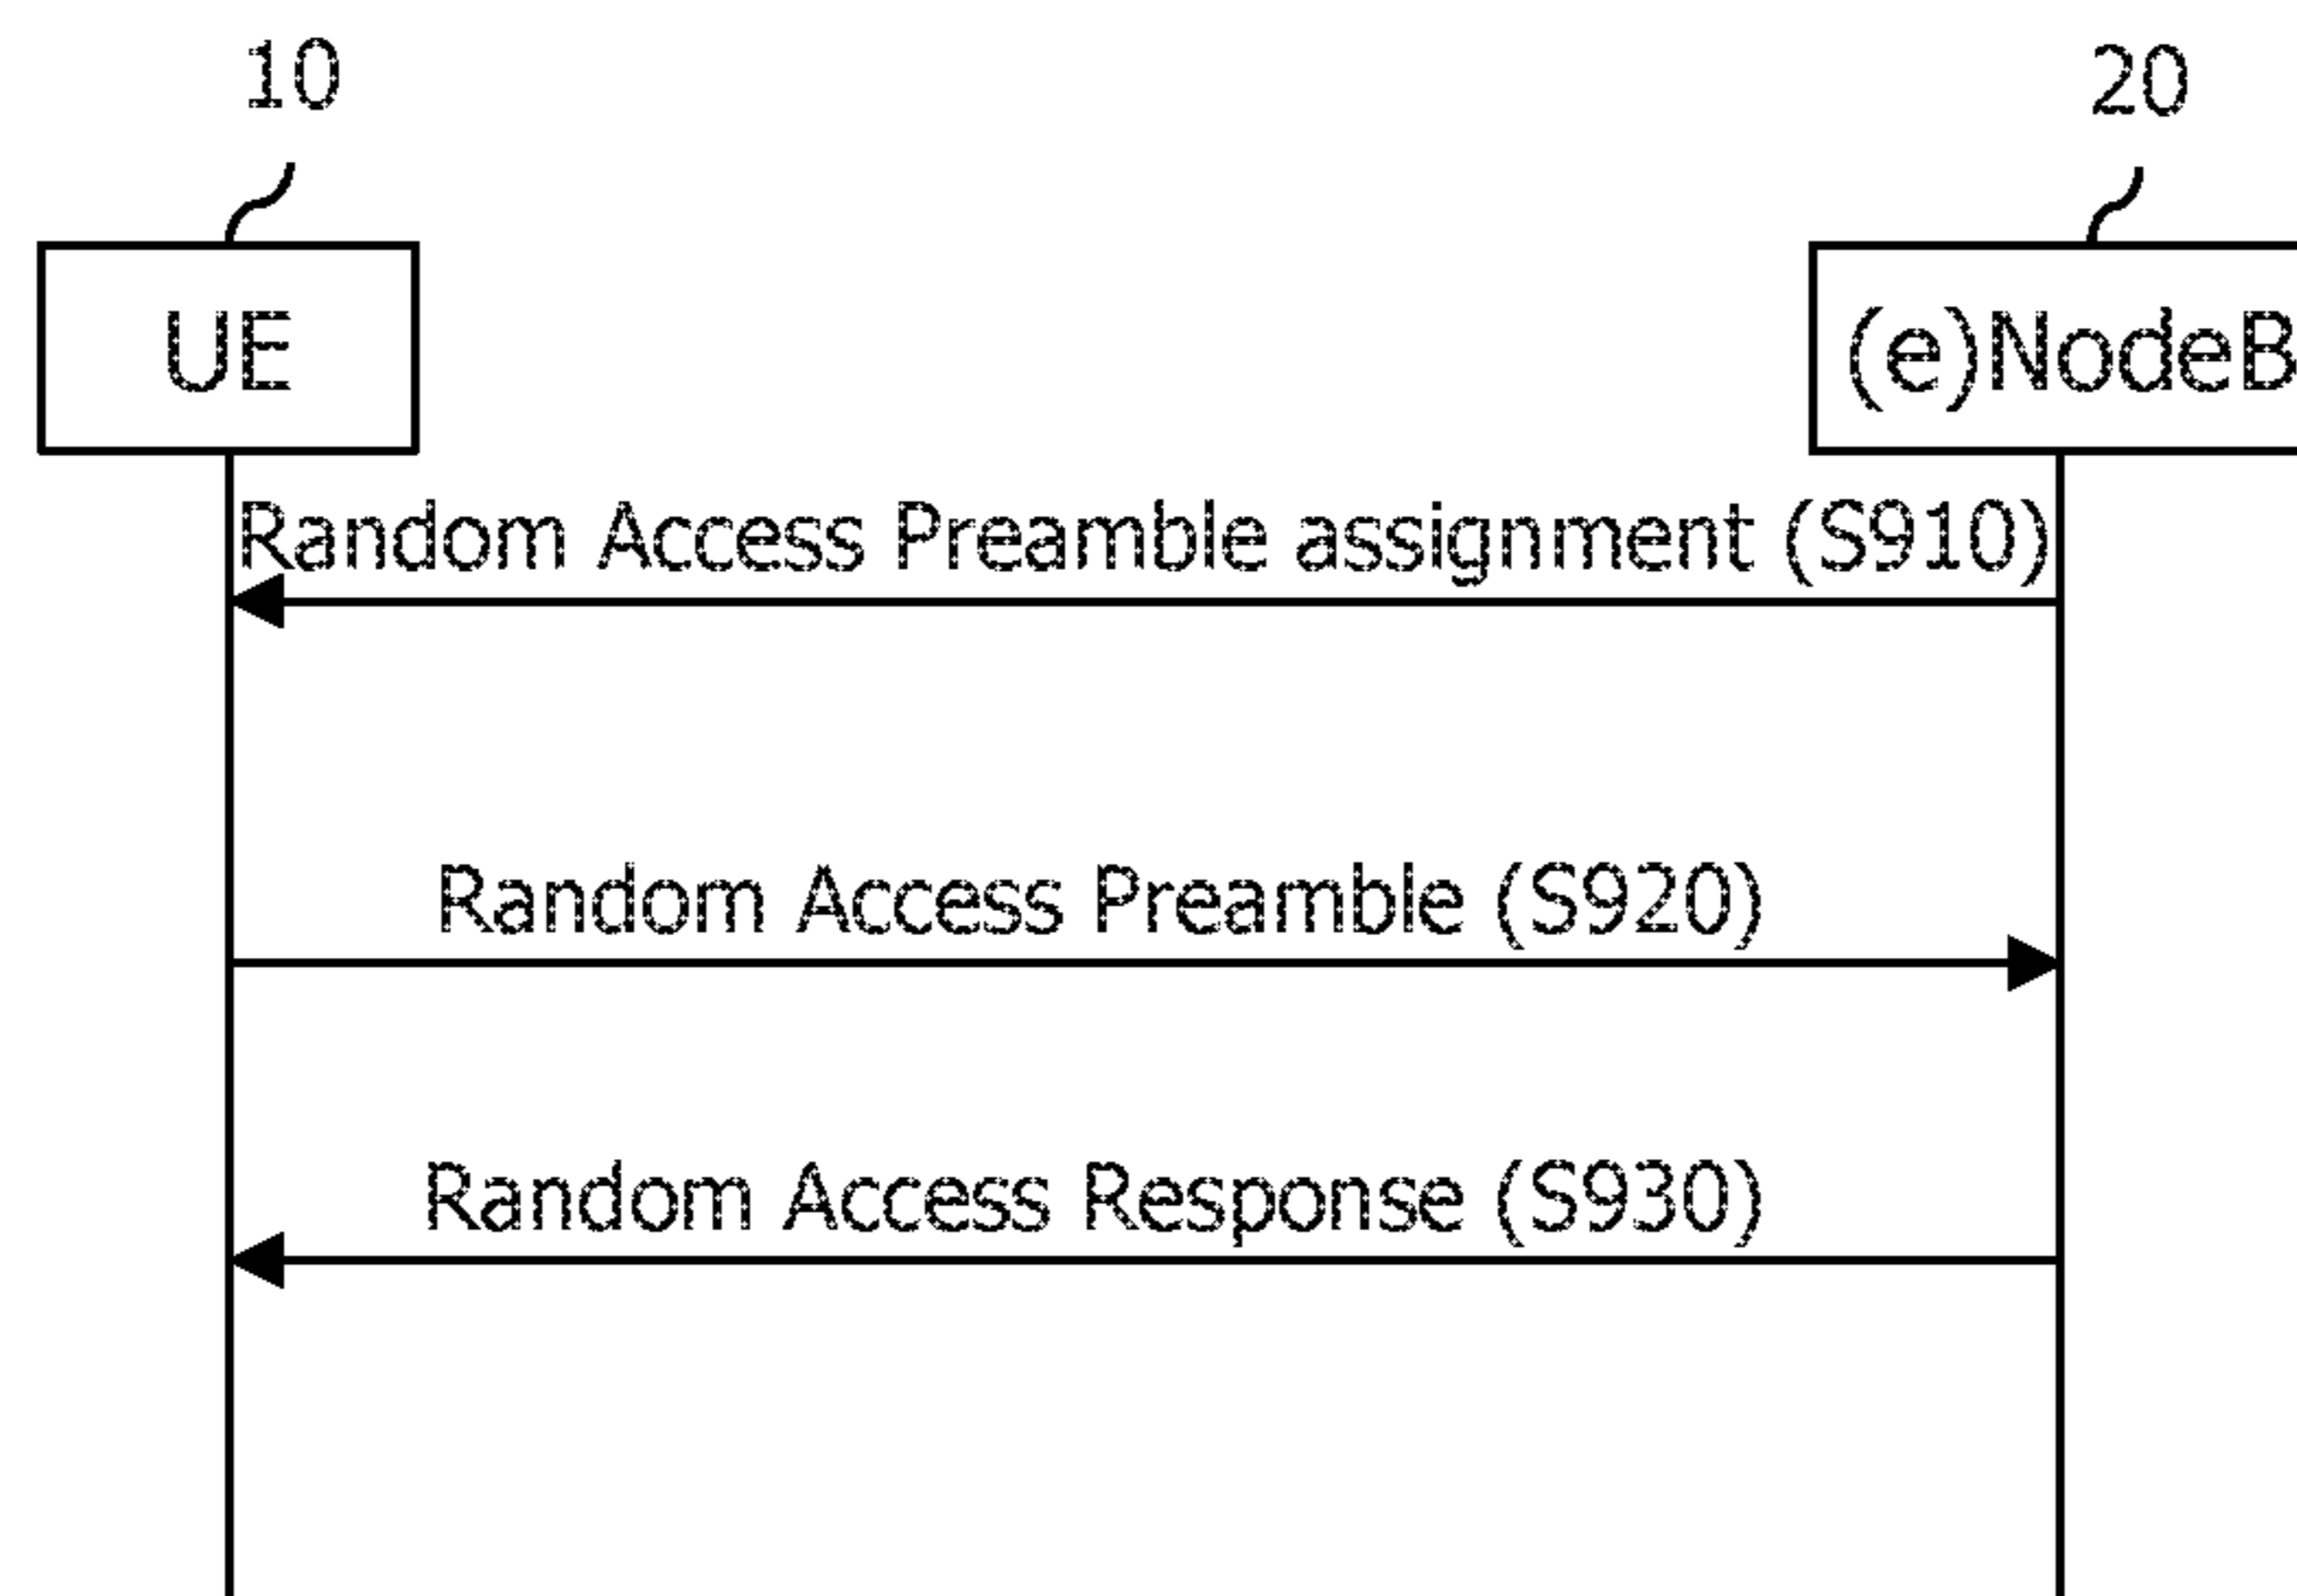 10
20
UE
(e)NodeB
Random Access Preamble assignment (S910)
Random Access Preamble (S920)
Random Access Response (S930)